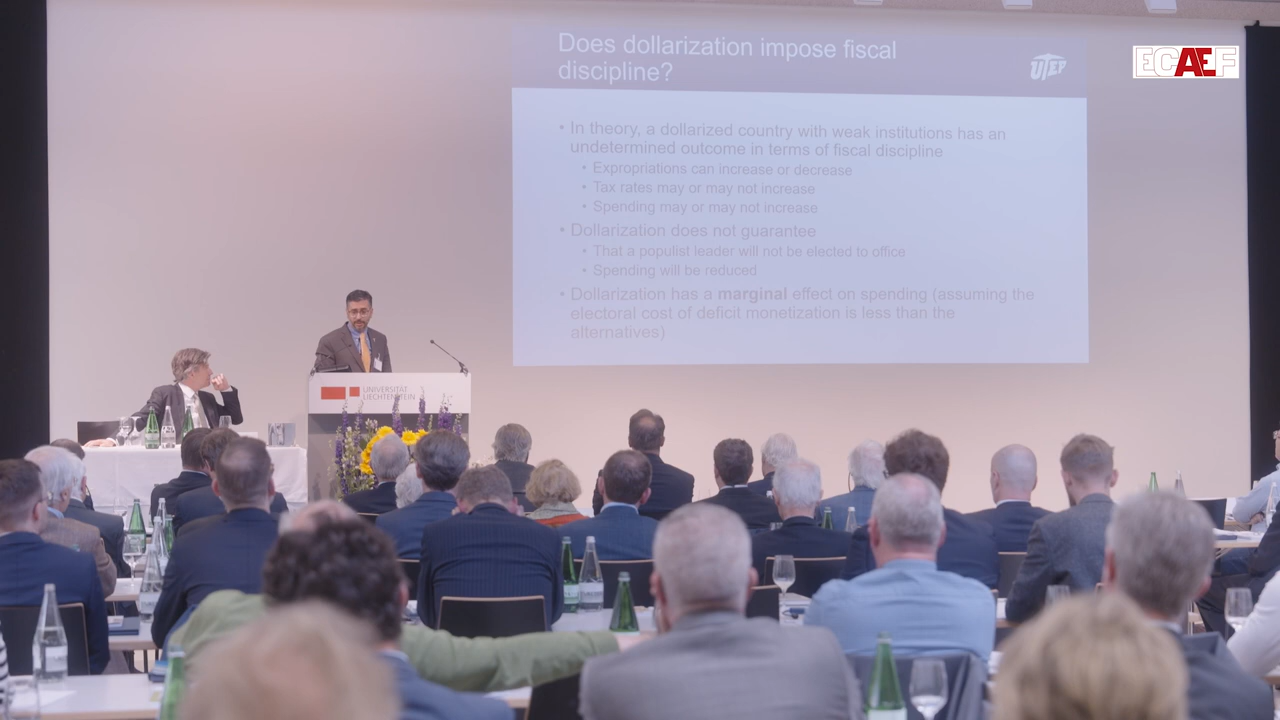 Does dollarization impose fiscal
discipline?
UTEP
ECAEF
• In theory, a dollarized country with weak institutions has an
undetermined outcome in terms of fiscal discipline
• Expropriations can increase or decrease
• Tax rates may or may not increase
• Spending may or may not increase
• Dollarization does not guarantee
• That a populist leader will not be elected to office
• Spending will be reduced
• Dollarization has a marginal effect on spending (assuming the
electoral cost of deficit monetization is less than the
alternatives)
UNIVERSITÄT
LIECHTENSTEIN